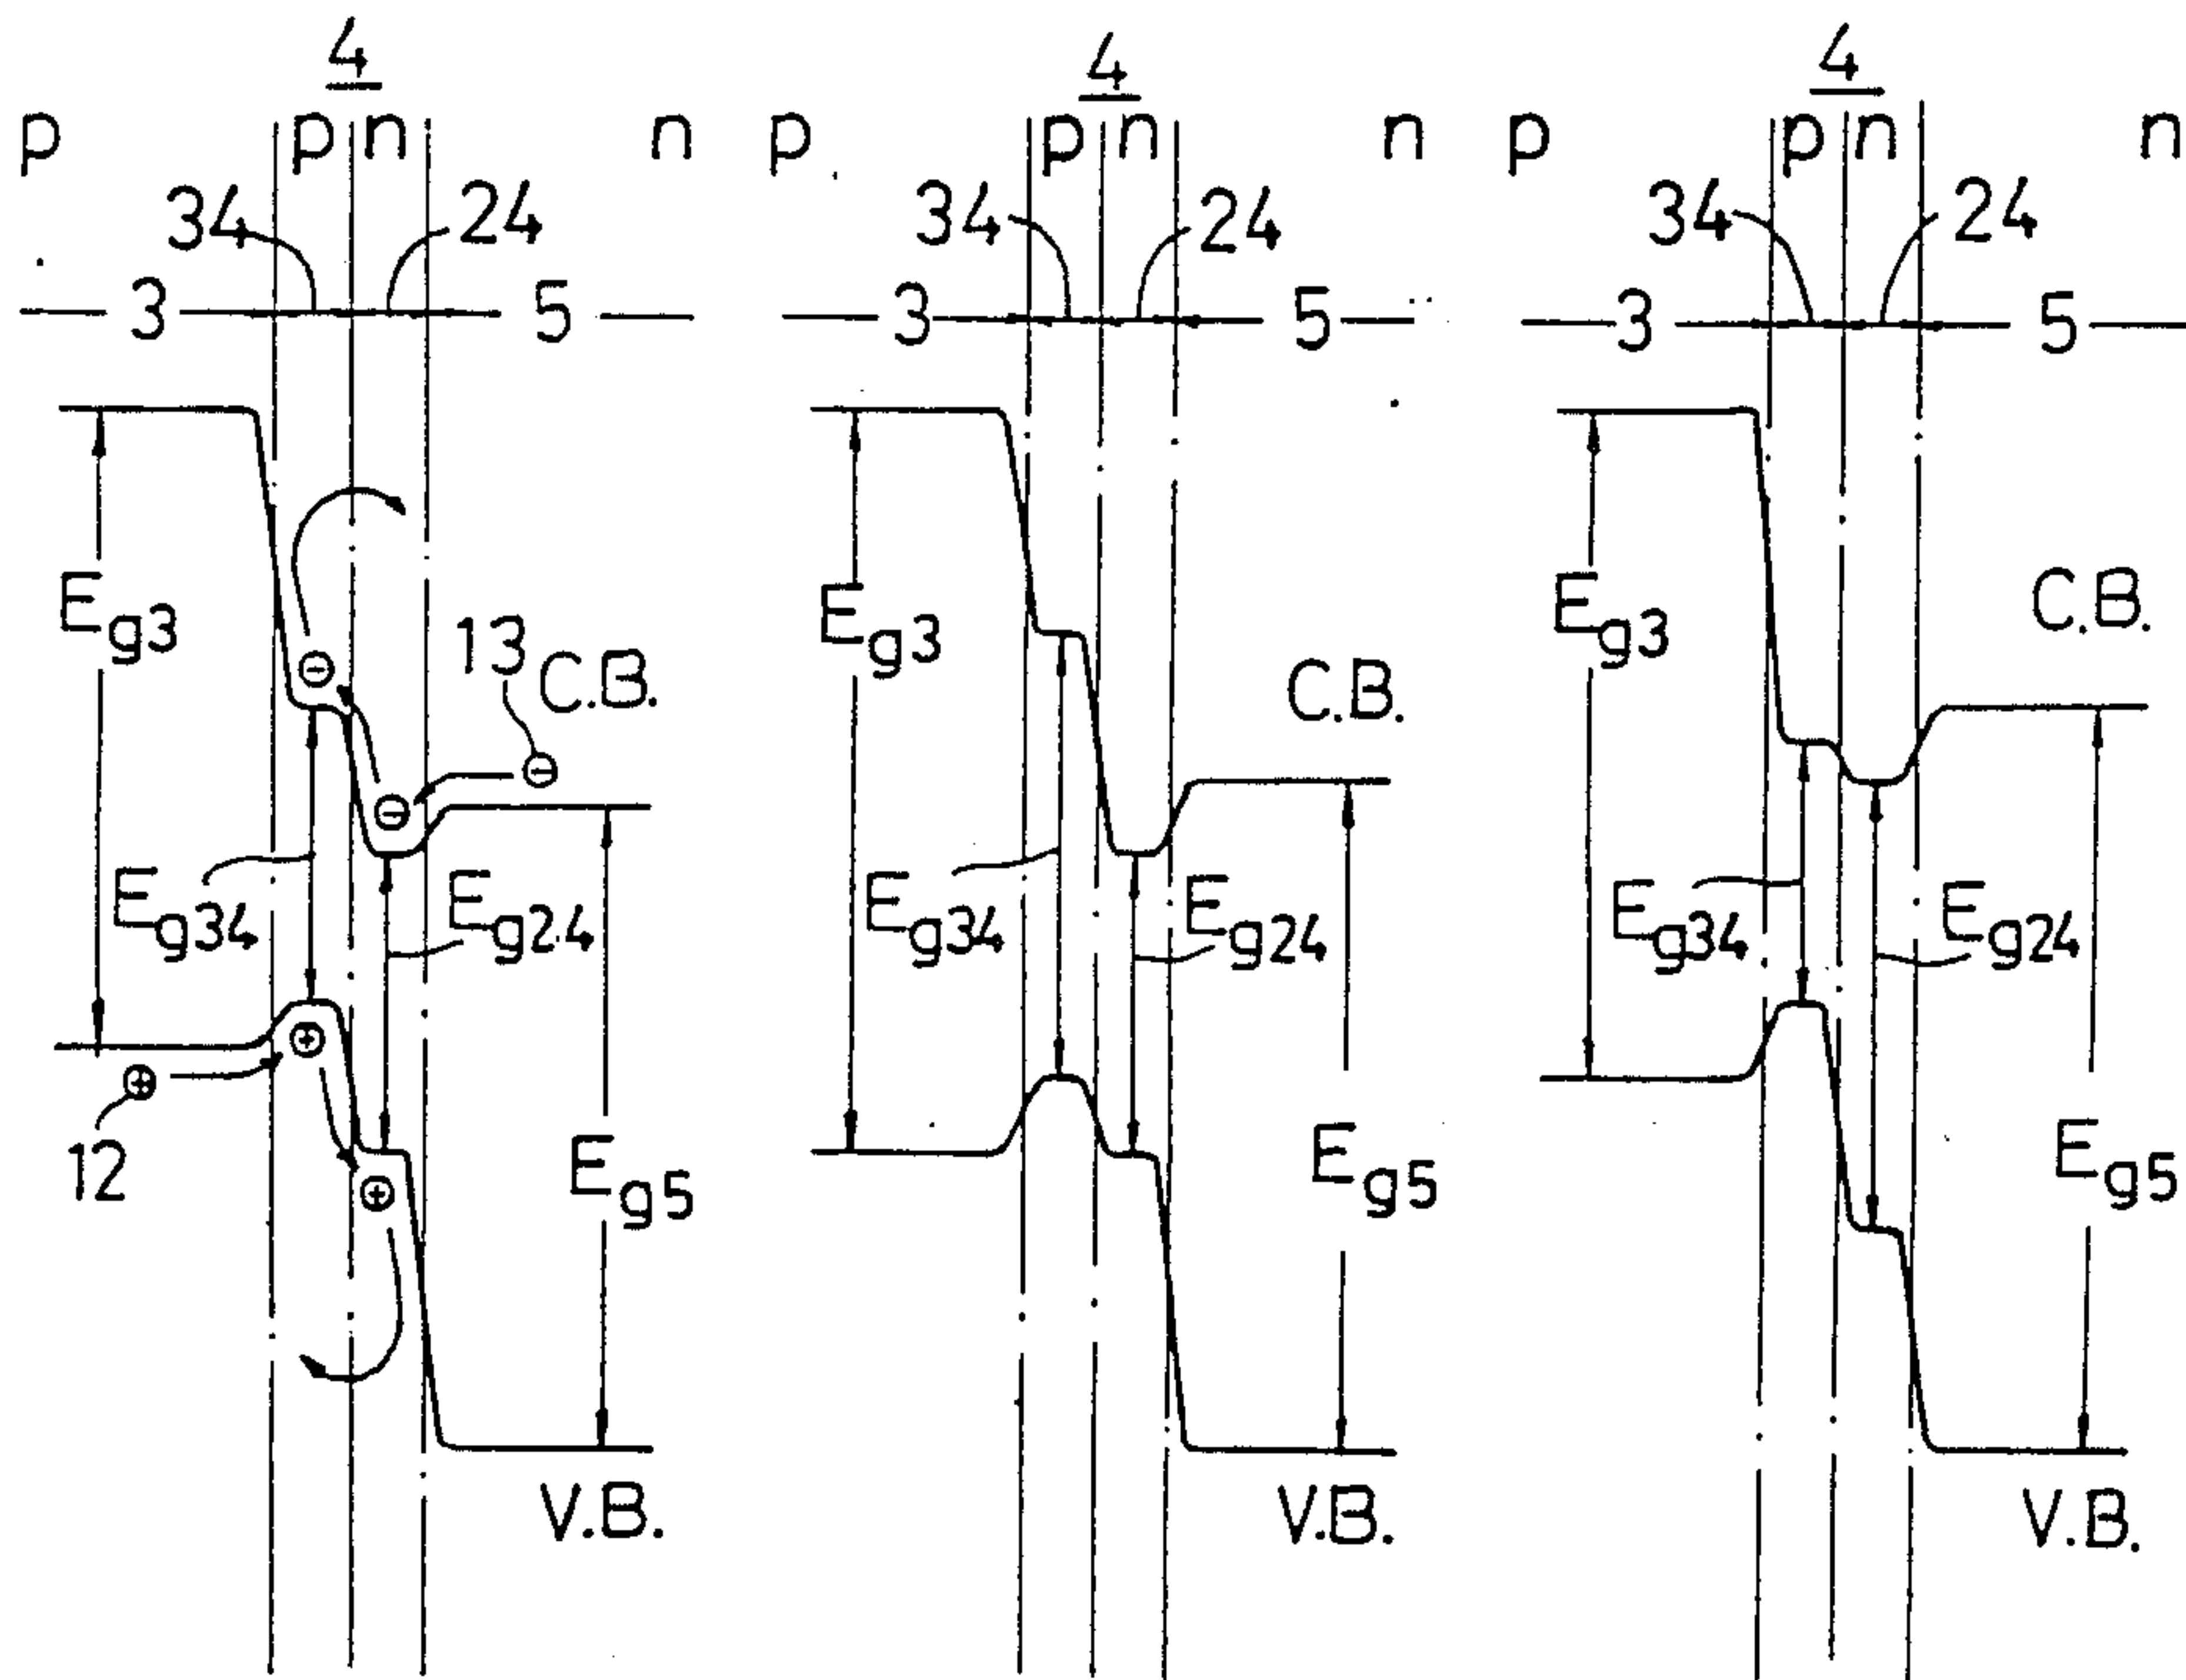 4 4 4
p p n n p p n n p p n n
34 24 34 24 34 24
3 5 3 5 3 5
Eg3 13 C.B. Eg3 C.B. Eg3 C.B.
Eg34 Eg24 Eg34 Eg24 Eg34 Eg24
12 Eg5 Eg5 Eg5
V.B. V.B. V.B.